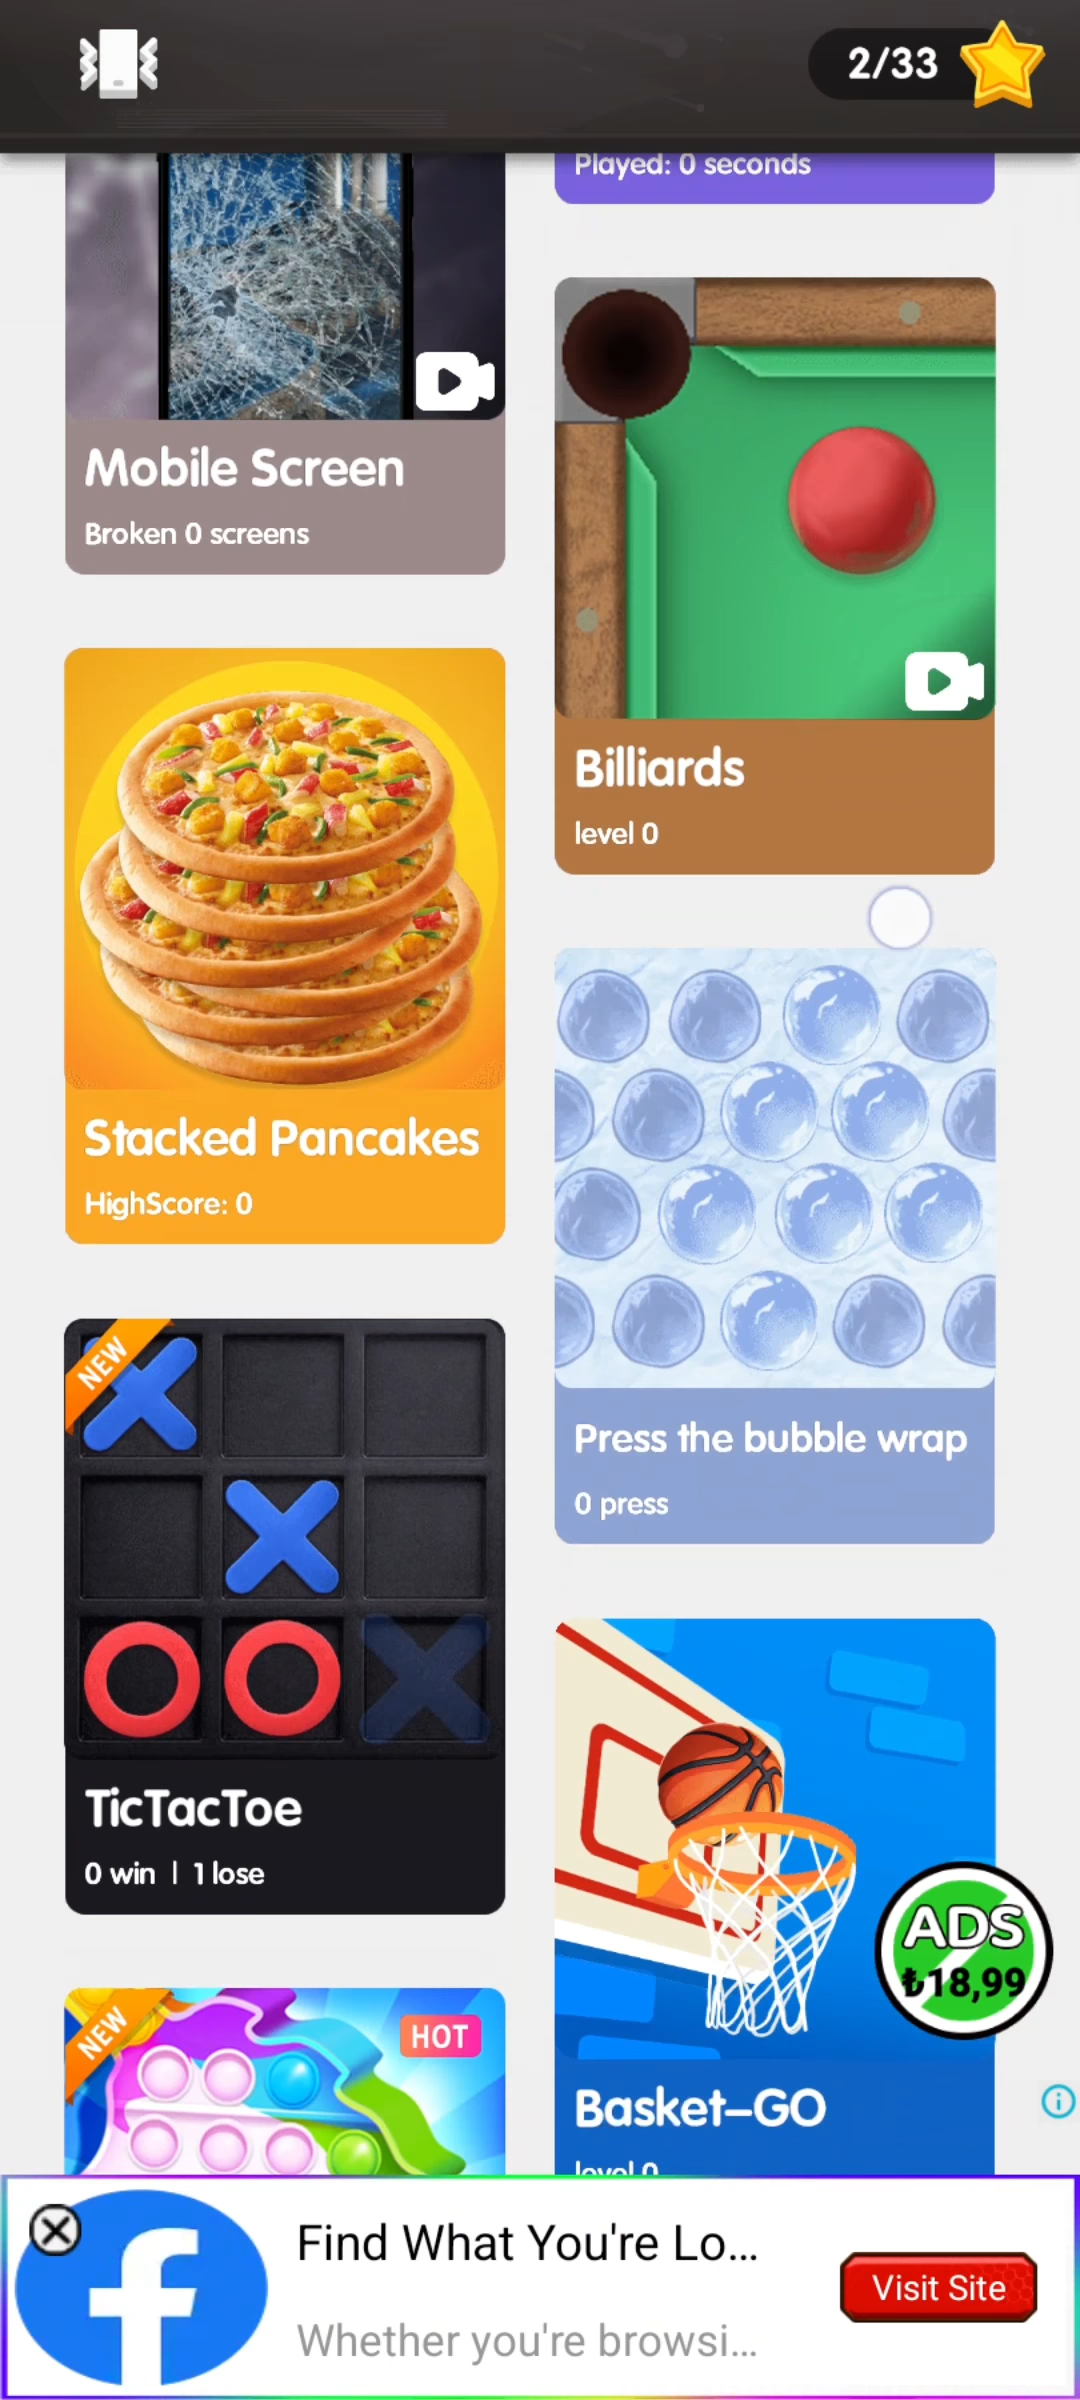 2/33
Played: 0 seconds
Mobile Screen
Broken 0 screens
Billiards
level 0
Stacked Pancakes
HighScore: 0
Press the bubble wrap
0 press
NEW
TicTacToe
0 win | 1 lose
ADS
₺18,99
NEW
HOT
Basket-GO
level 0
Find What You're Lo...
Visit Site
Whether you're browsi...